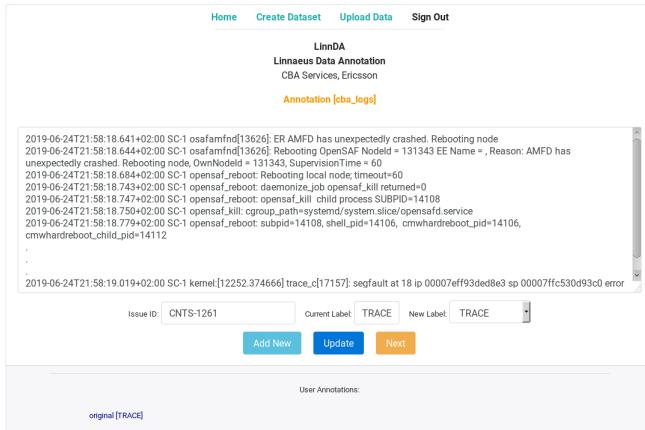 Home Create Dataset Upload Data Sign Out
LinnDA
Linnaeus Data Annotation
CBA Services, Ericsson
Annotation [cba_logs]
2019-06-24T21:58:18.641+02:00 SC-1 osafamfnd[13626]: ER AMFD has unexpectedly crashed. Rebooting node
2019-06-24T21:58:18.644+02:00 SC-1 osafamfnd[13626]: Rebooting OpenSAF NodeId = 131343 EE Name = , Reason: AMFD has
unexpectedly crashed. Rebooting node, OwnNodeId = 131343, SupervisionTime = 60
2019-06-24T21:58:18.684+02:00 SC-1 opensaf_reboot: Rebooting local node; timeout=60
2019-06-24T21:58:18.743+02:00 SC-1 opensaf_reboot: daemonize_job opensaf_kill returned=0
2019-06-24T21:58:18.747+02:00 SC-1 opensaf_reboot: opensaf_kill child process SUBPID=14108
2019-06-24T21:58:18.750+02:00 SC-1 opensaf_kill: cgroup_path=systemd/system.slice/opensafd.service
2019-06-24T21:58:18.779+02:00 SC-1 opensaf_reboot: subpid=14108, shell_pid=14106, cmwhardreboot_pid=14106,
cmwhardreboot_child_pid=14112
.
.
.
2019-06-24T21:58:19.019+02:00 SC-1 kernel:[12252.374666] trace_c[17157]: segfault at 18 ip 00007eff93ded8e3 sp 00007ffc530d93c0 error
Issue ID: CNTS-1261 Current Label: TRACE New Label: TRACE
Add New Update Next
User Annotations:
original [TRACE]